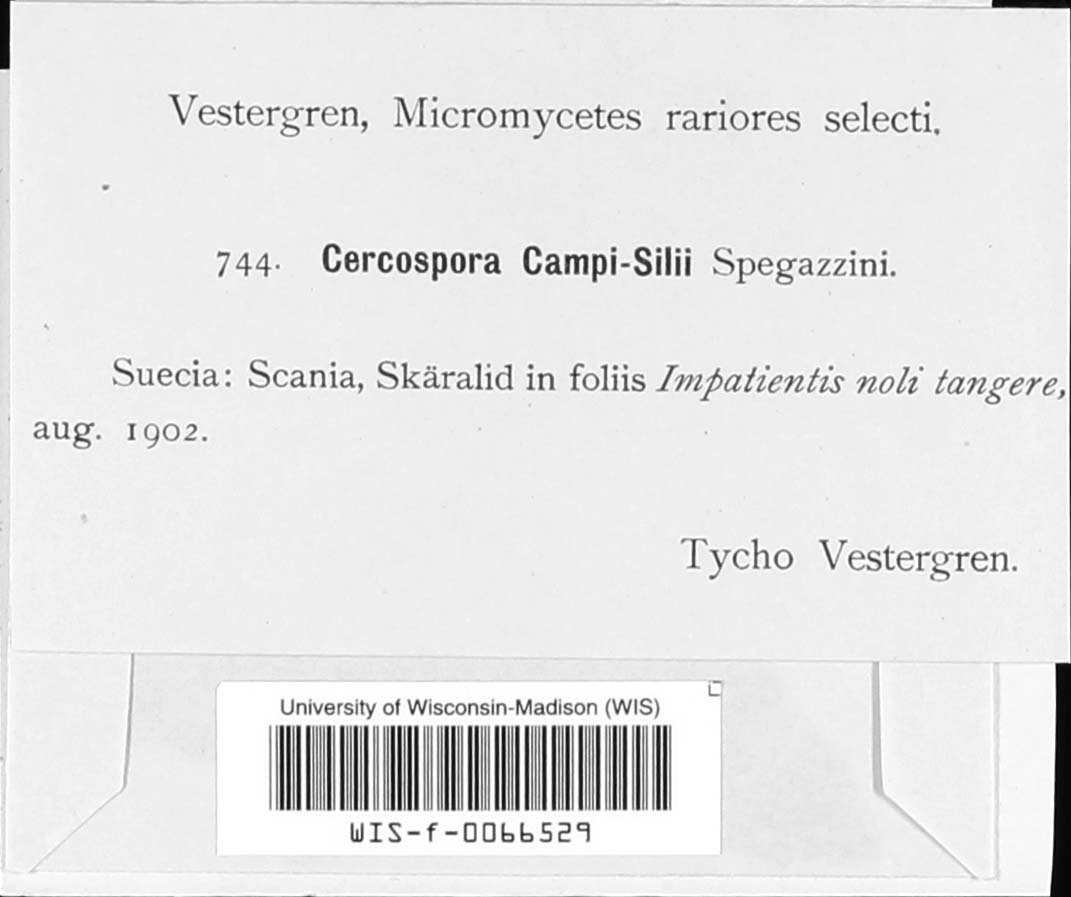 Vestergren, Micromycetes rariores selecti.
744. Cercospora Campi-Silii Spegazzini.
Suecia: Scania, Skäralid in foliis Impatientis noli tangere,
aug. 1902.
Tycho Vestergren.
University of Wisconsin-Madison (WIS)
WIS-f-0066529